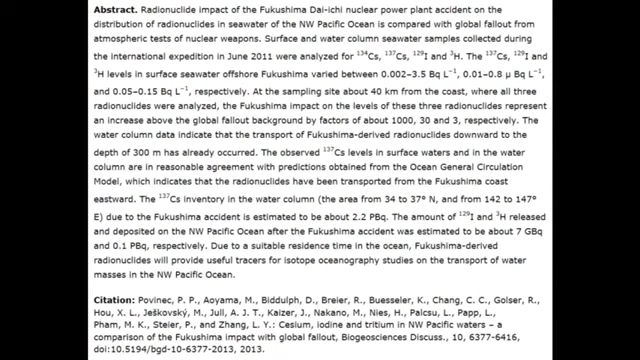 Abstract. Radionuclide impact of the Fukushima Dai-ichi nuclear power plant accident on the
distribution of radionuclides in seawater of the NW Pacific Ocean is compared with global fallout from
atmospheric tests of nuclear weapons. Surface and water column seawater samples collected during
the international expedition in June 2011 were analyzed for ¹³⁴Cs, ¹³⁷Cs, ¹²⁹I and ³H. The ¹³⁷Cs, ¹²⁹I and
³H levels in surface seawater offshore Fukushima varied between 0.002–3.5 Bq L⁻¹, 0.01–0.8 μ Bq L⁻¹,
and 0.05–0.15 Bq L⁻¹, respectively. At the sampling site about 40 km from the coast, where all three
radionuclides were analyzed, the Fukushima impact on the levels of these three radionuclides represent
an increase above the global fallout background by factors of about 1000, 30 and 3, respectively. The
water column data indicate that the transport of Fukushima-derived radionuclides downward to the
depth of 300 m has already occurred. The observed ¹³⁷Cs levels in surface waters and in the water
column are in reasonable agreement with predictions obtained from the Ocean General Circulation
Model, which indicates that the radionuclides have been transported from the Fukushima coast
eastward. The ¹³⁷Cs inventory in the water column (the area from 34 to 37° N, and from 142 to 147°
E) due to the Fukushima accident is estimated to be about 2.2 PBq. The amount of ¹²⁹I and ³H released
and deposited on the NW Pacific Ocean after the Fukushima accident was estimated to be about 7 GBq
and 0.1 PBq, respectively. Due to a suitable residence time in the ocean, Fukushima-derived
radionuclides will provide useful tracers for isotope oceanography studies on the transport of water
masses in the NW Pacific Ocean.
Citation: Povinec, P. P., Aoyama, M., Biddulph, D., Breier, R., Buesseler, K., Chang, C. C., Golser, R.,
Hou, X. L., Ješkovský, M., Jull, A. J. T., Kaizer, J., Nakano, M., Nies, H., Palcsu, L., Papp, L.,
Pham, M. K., Steier, P., and Zhang, L. Y.: Cesium, iodine and tritium in NW Pacific waters – a
comparison of the Fukushima impact with global fallout, Biogeosciences Discuss., 10, 6377-6416,
doi:10.5194/bgd-10-6377-2013, 2013.